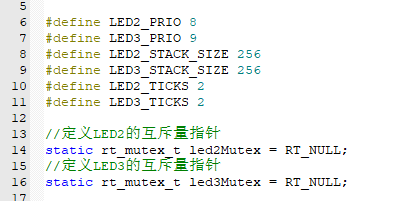 5
6 #define LED2_PRIO 8
7 #define LED3_PRIO 9
8 #define LED2_STACK_SIZE 256
9 #define LED3_STACK_SIZE 256
10 #define LED2_TICKS 2
11 #define LED3_TICKS 2
12
13 //定义LED2的互斥量指针
14 static rt_mutex_t led2Mutex = RT_NULL;
15 //定义LED3的互斥量指针
16 static rt_mutex_t led3Mutex = RT_NULL;
17